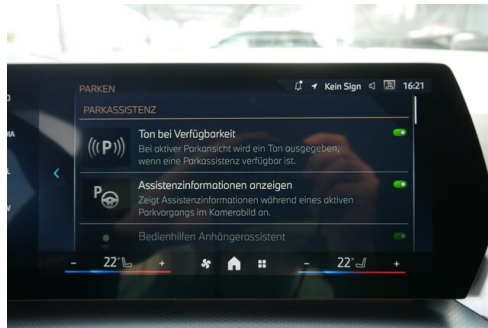 PARKEN
Kein Sign
16:21
PARKASSISTENZ
((( P )))
Ton bei Verfügbarkeit
Bei aktiver Parkansicht wird ein Ton ausgegeben,
wenn eine Parkassistenz verfügbar ist.
P
Assistenzinformationen anzeigen
Zeigt Assistenzinformationen während eines aktiven
Parkvorgangs im Kamerabild an.
Bedienhilfen Anhängerassistent
- 22° +
- 22° +